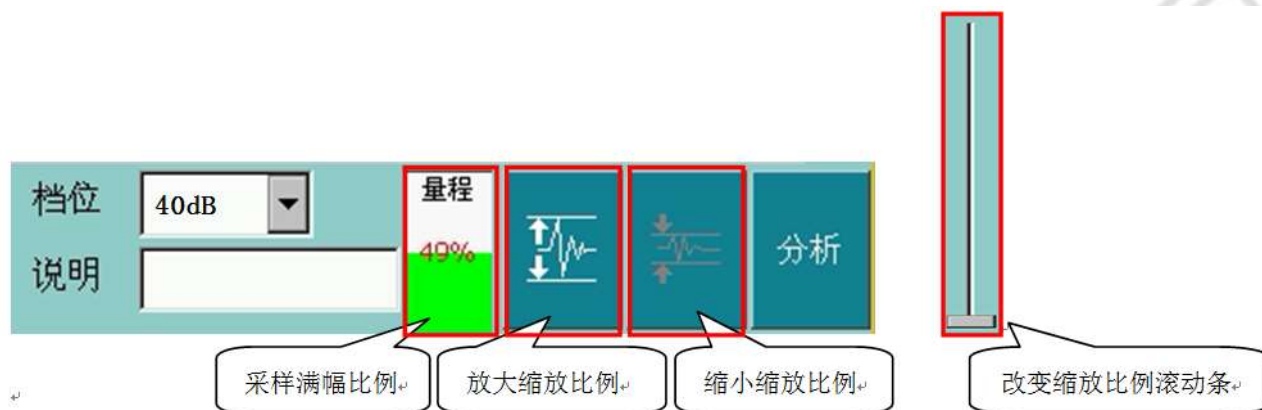 档位
40dB
说明
量程
49%
分析
采样满幅比例
放大缩放比例
缩小缩放比例
改变缩放比例滚动条